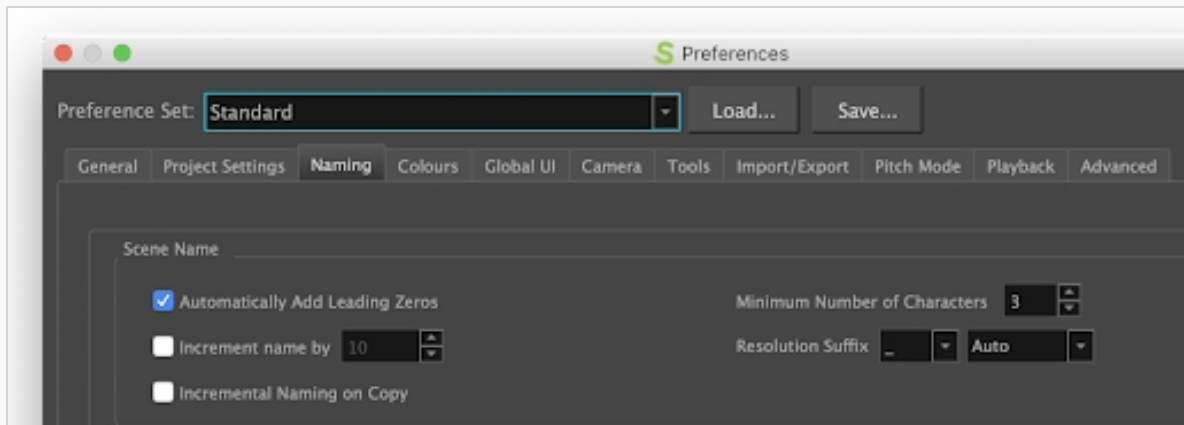 Preferences
Preference Set: Standard Load... Save...
General Project Settings Naming Colours Global UI Camera Tools Import/Export Pitch Mode Playback Advanced
Scene Name
Automatically Add Leading Zeros Minimum Number of Characters 3
Increment name by 10 Resolution Suffix _ Auto
Incremental Naming on Copy